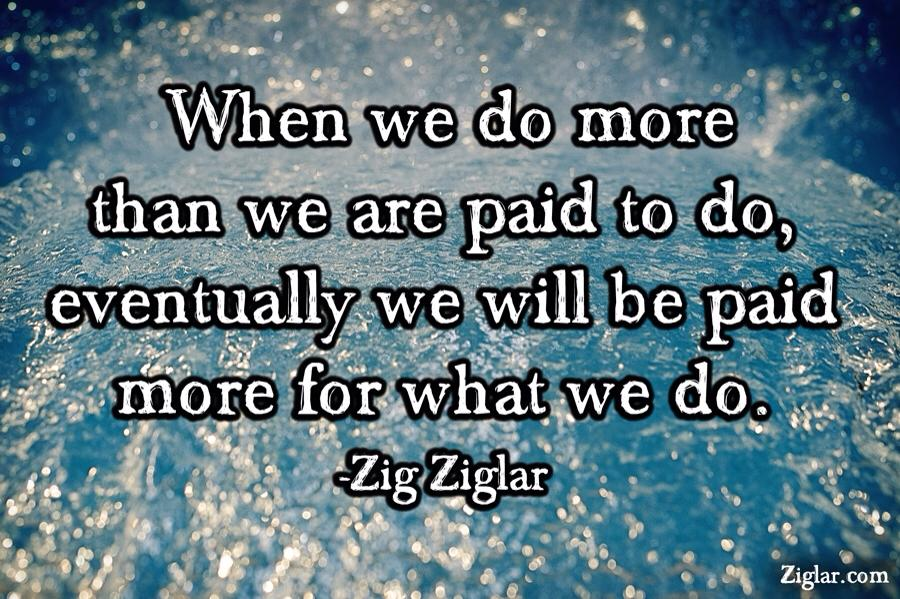 When we do more
than we are paid to do,
eventually we will be paid
more for what we do.
-Zig Ziglar
Ziglar.com